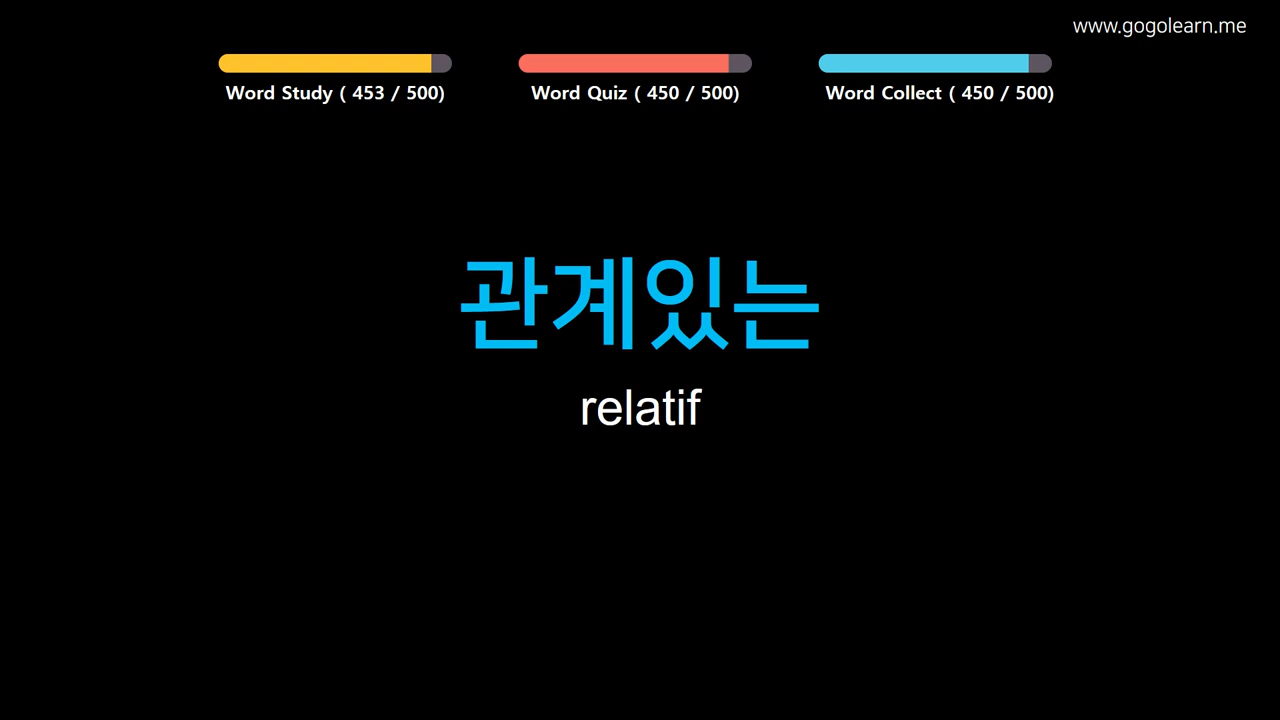 www.gogolearn.me
Word Study ( 453 / 500)
Word Quiz ( 450 / 500)
Word Collect ( 450 / 500)
관계있는
relatif